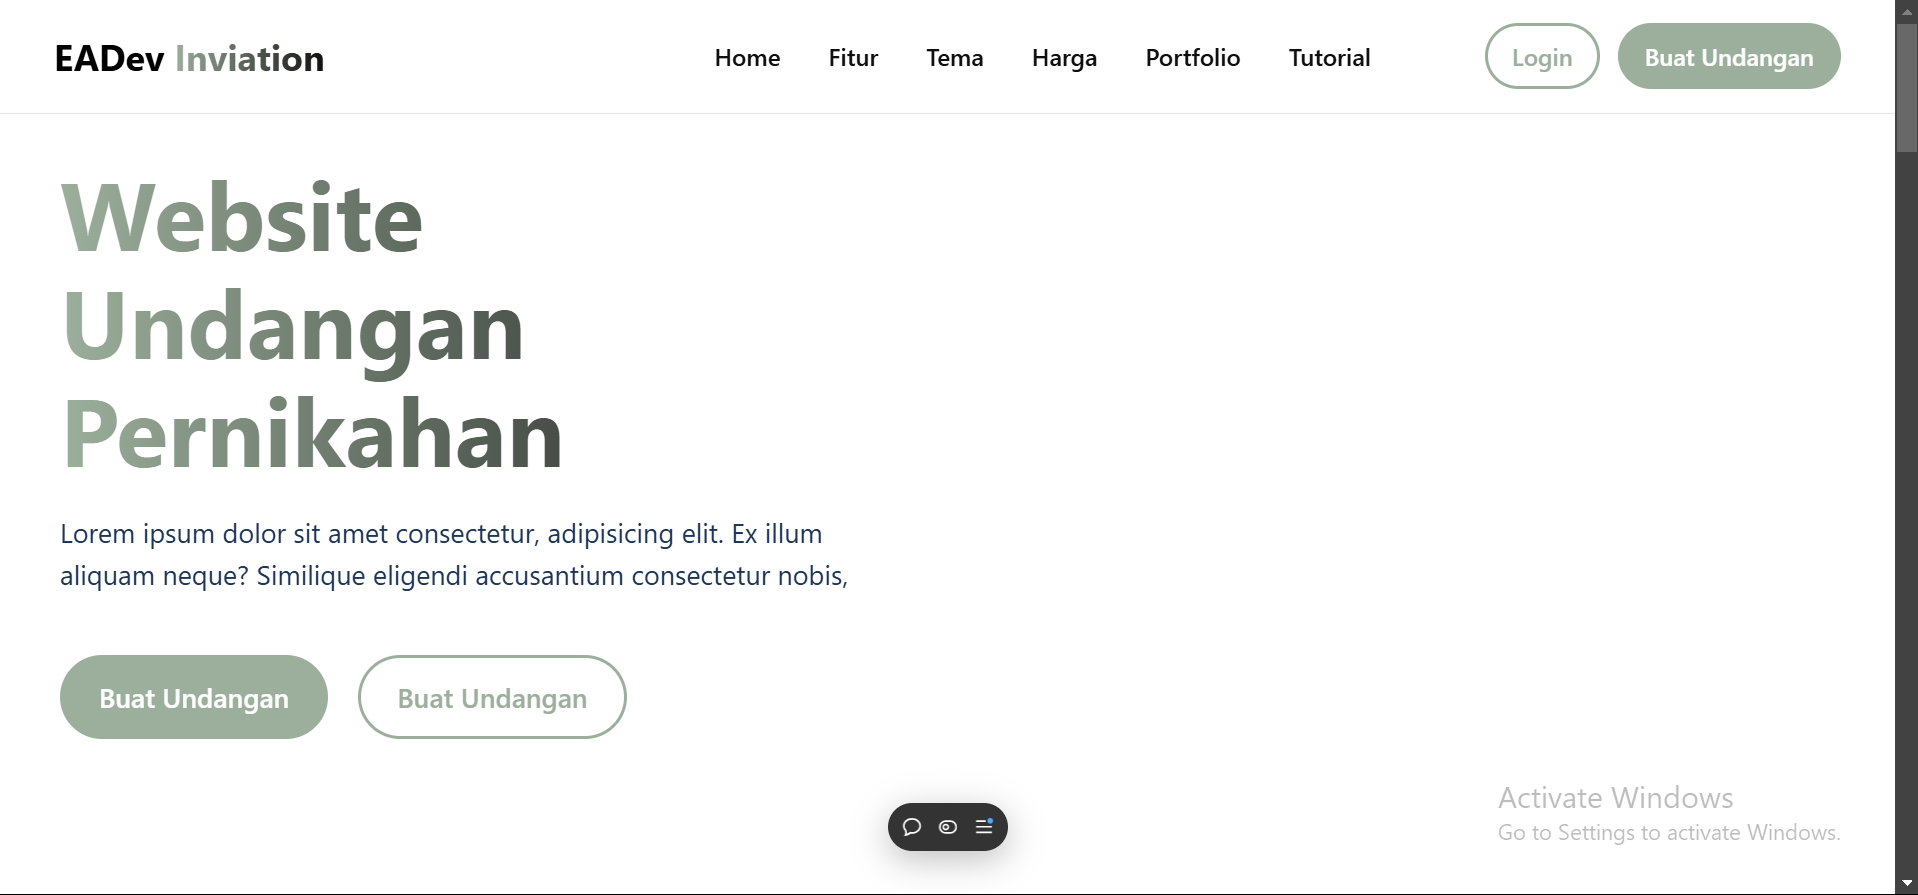 EADev Inviation
Home Fitur Tema Harga Portfolio Tutorial
Login
Buat Undangan
Website
Undangan
Pernikahan
Lorem ipsum dolor sit amet consectetur, adipisicing elit. Ex illum
aliquam neque? Similique eligendi accusantium consectetur nobis,
Buat Undangan
Buat Undangan
Activate Windows
Go to Settings to activate Windows.